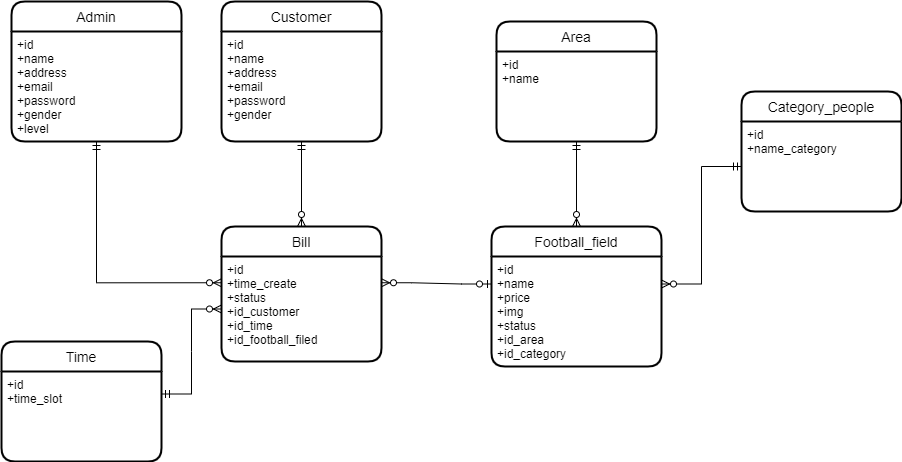 Admin
+id
+name
+address
+email
+password
+gender
+level
Customer
+id
+name
+address
+email
+password
+gender
Area
+id
+name
Category_people
+id
+name_category
Bill
+id
+time_create
+status
+id_customer
+id_time
+id_football_filed
Football_field
+id
+name
+price
+img
+status
+id_area
+id_category
Time
+id
+time_slot